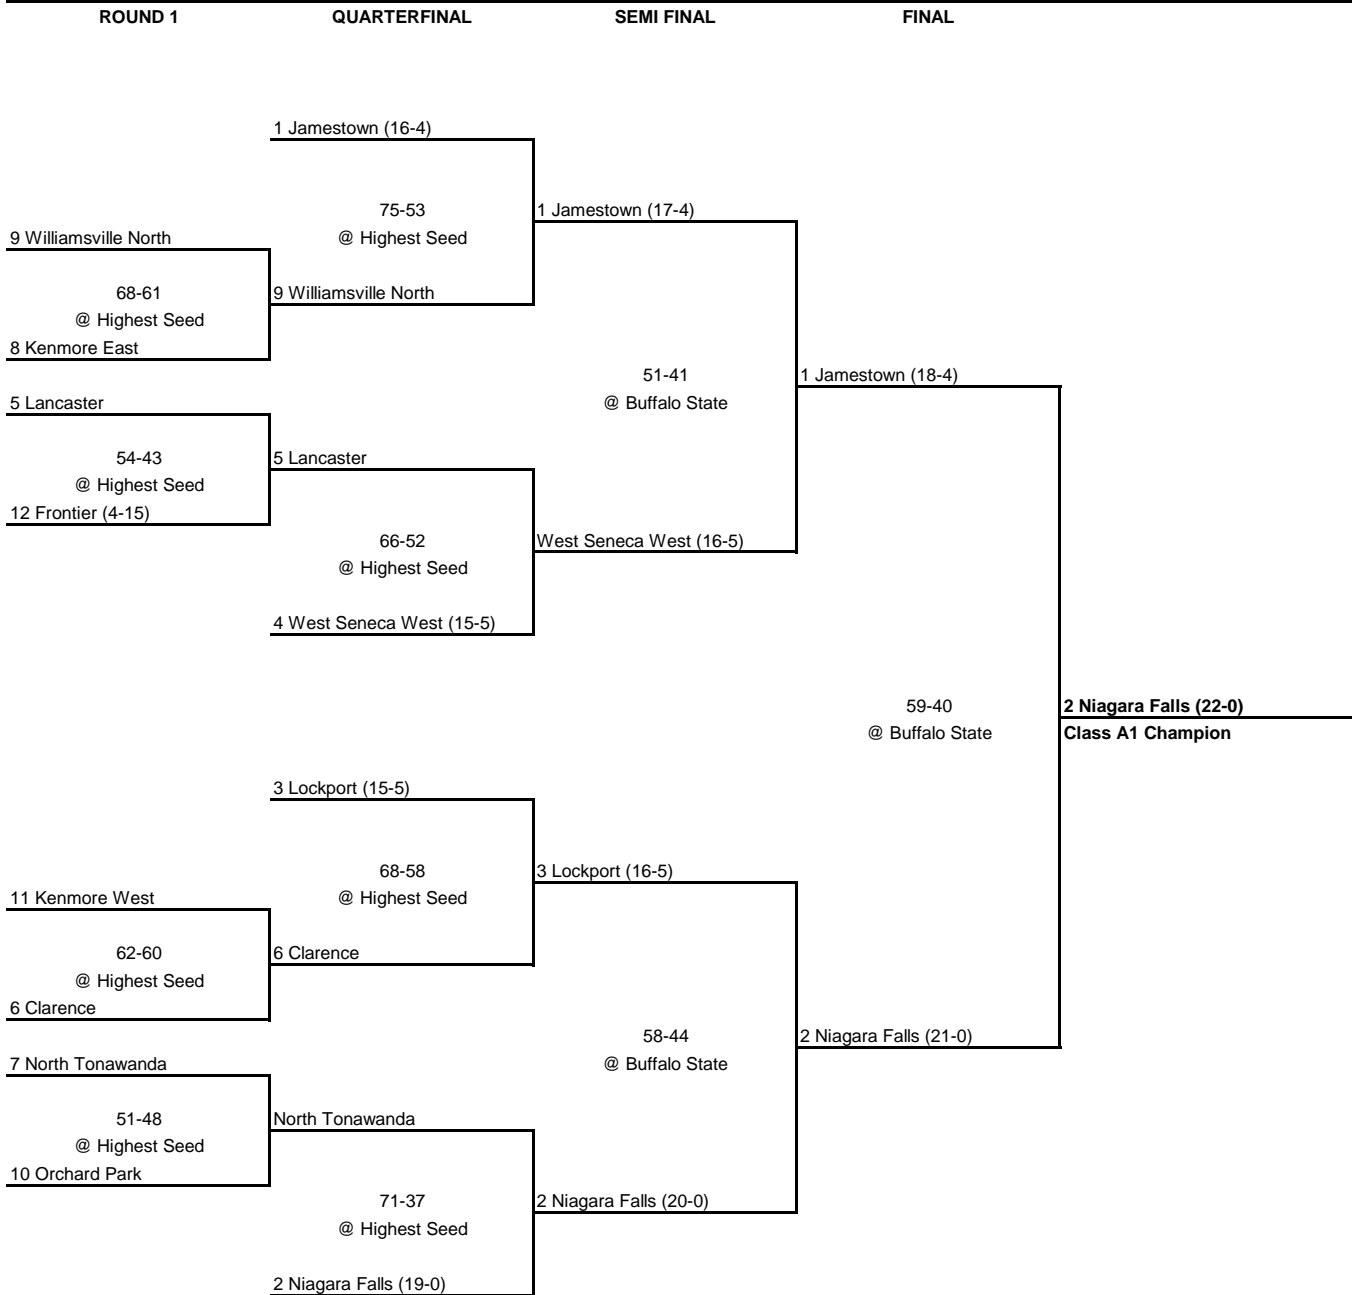 ROUND 1 QUARTERFINAL SEMI FINAL FINAL
1 Jamestown (16-4)
75-53 1 Jamestown (17-4)
9 Williamsville North @ Highest Seed
68-61 9 Williamsville North
@ Highest Seed
8 Kenmore East
51-41 1 Jamestown (18-4)
5 Lancaster @ Buffalo State
54-43 5 Lancaster
@ Highest Seed
12 Frontier (4-15)
66-52 West Seneca West (16-5)
@ Highest Seed
4 West Seneca West (15-5)
59-40 2 Niagara Falls (22-0)
@ Buffalo State Class A1 Champion
3 Lockport (15-5)
68-58 3 Lockport (16-5)
11 Kenmore West @ Highest Seed
62-60 6 Clarence
@ Highest Seed
6 Clarence
58-44 2 Niagara Falls (21-0)
7 North Tonawanda @ Buffalo State
51-48 North Tonawanda
@ Highest Seed
10 Orchard Park
71-37 2 Niagara Falls (20-0)
@ Highest Seed
2 Niagara Falls (19-0)